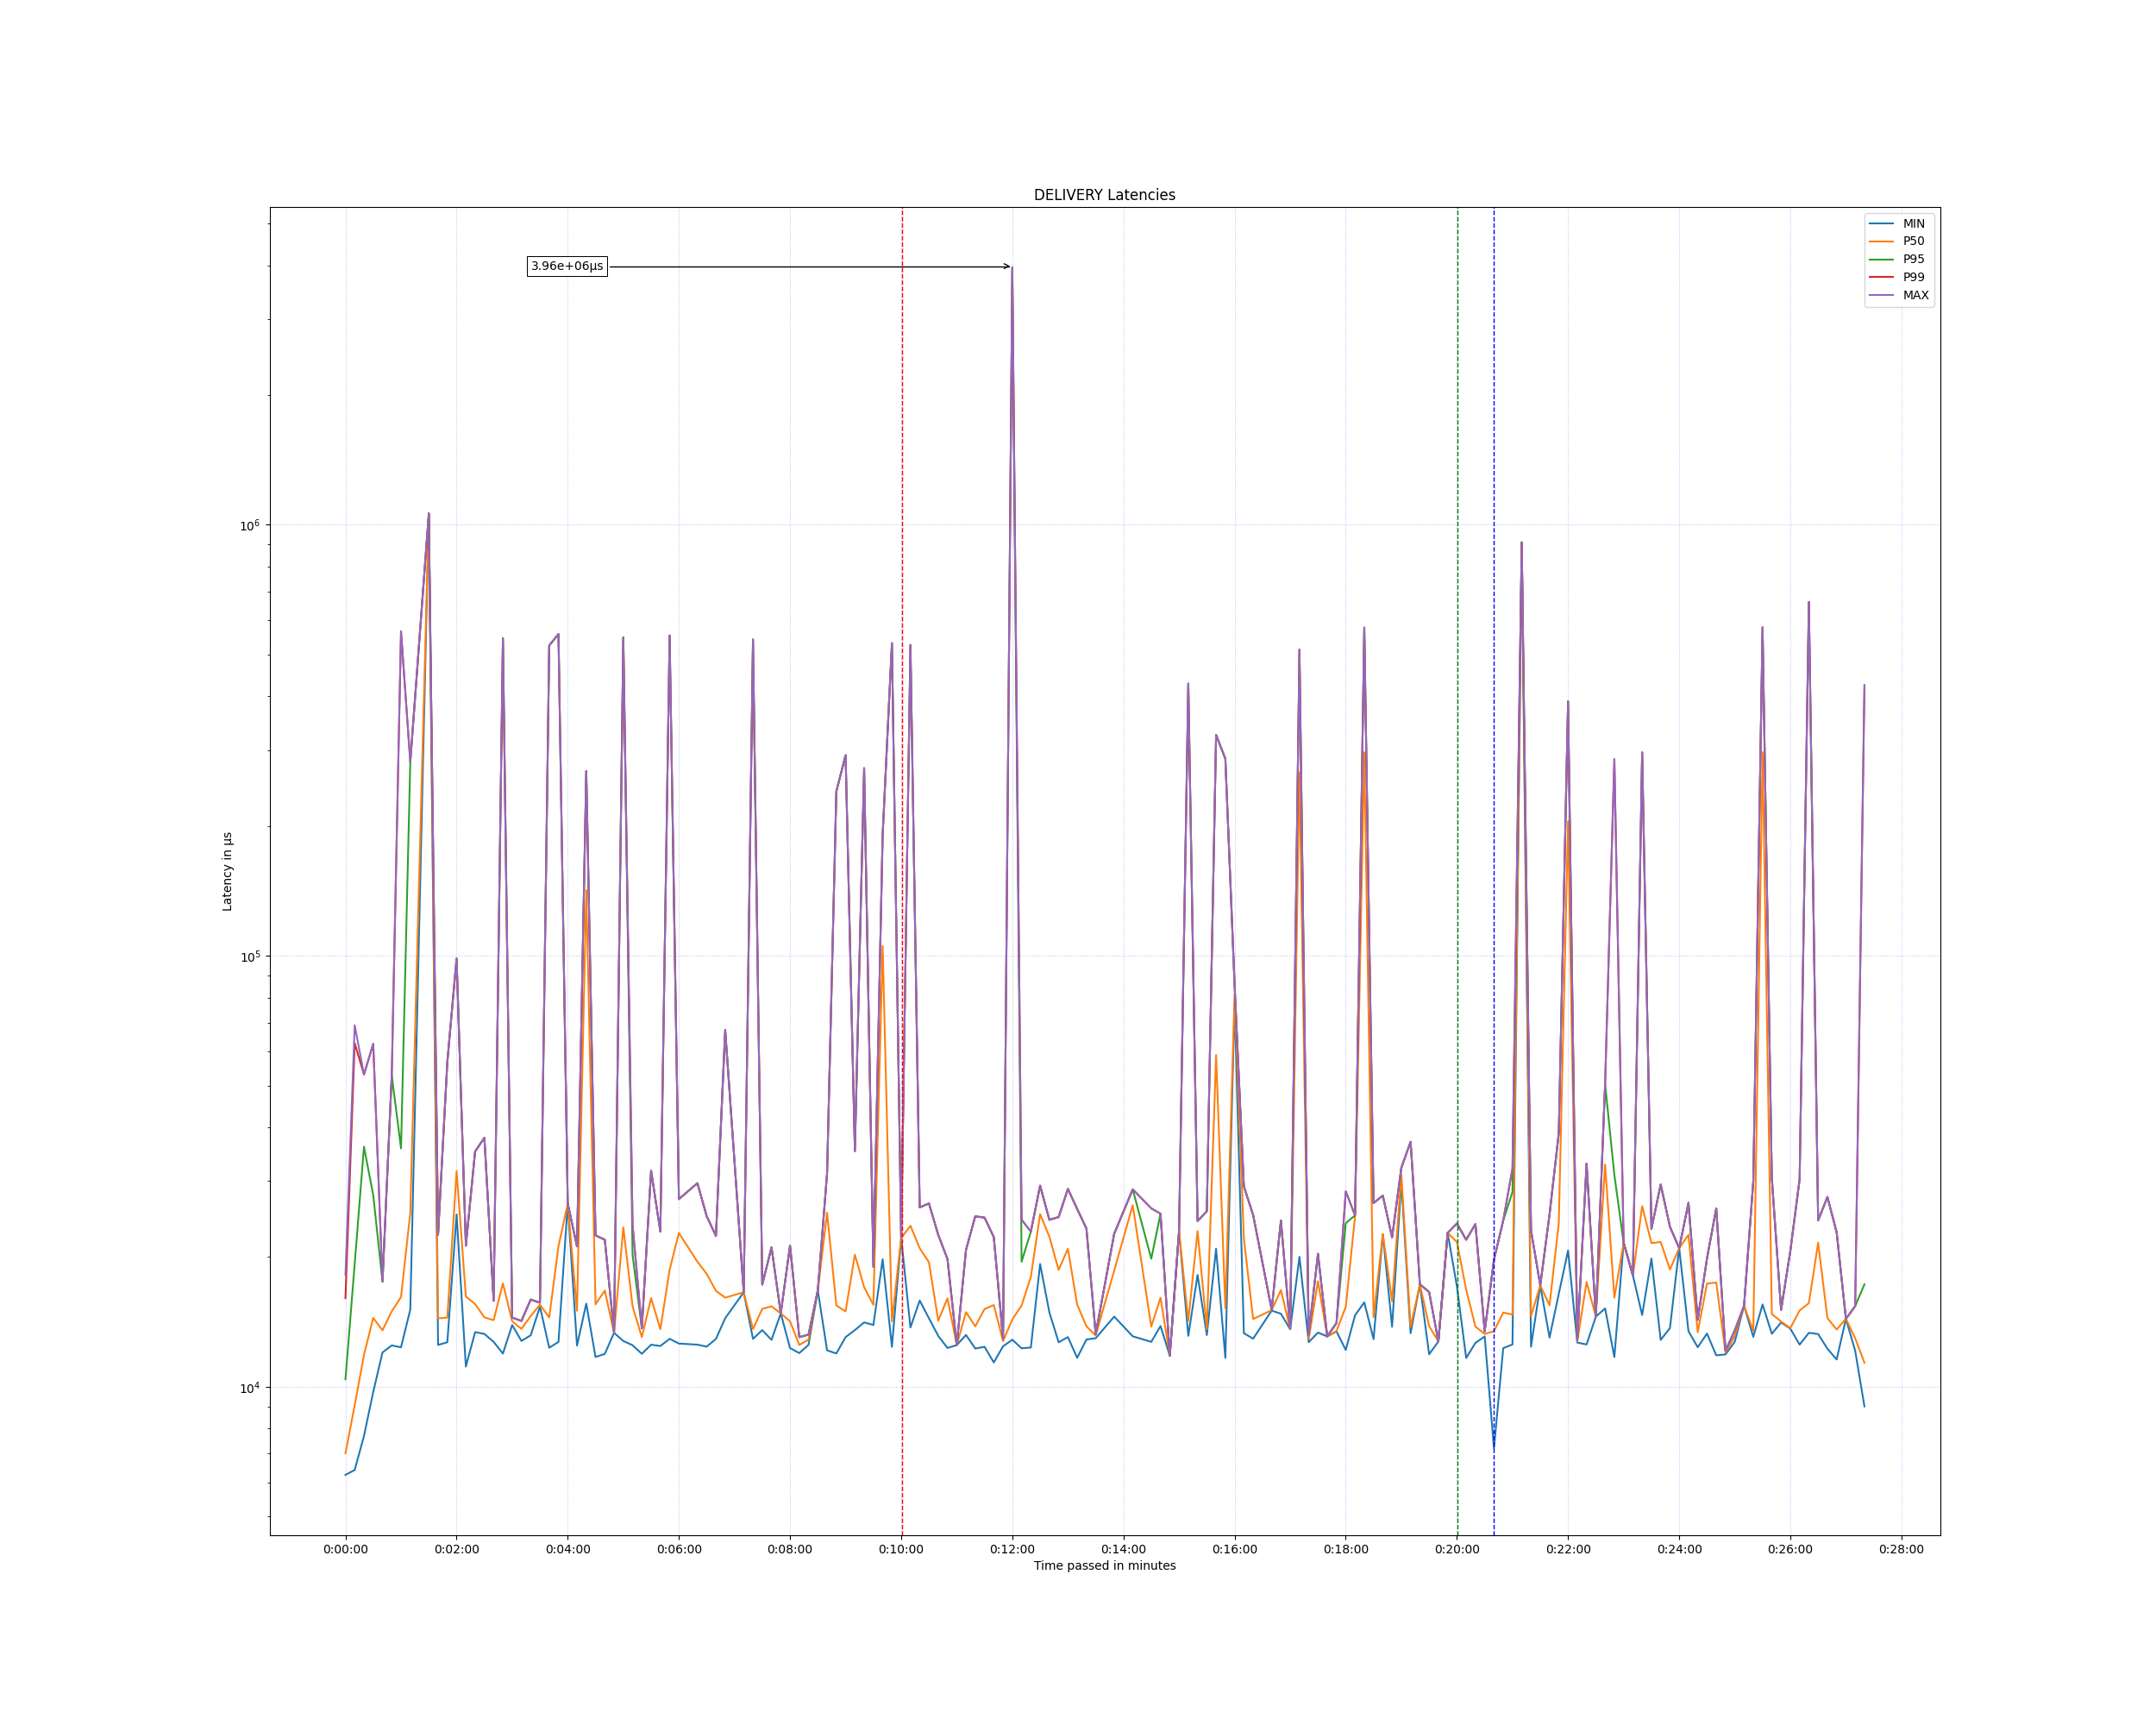 DELIVERY Latencies
3.96e+06µs
MIN
P50
P95
P99
MAX
Latency in µs
10^6
10^5
10^4
0:00:00 0:02:00 0:04:00 0:06:00 0:08:00 0:10:00 0:12:00 0:14:00 0:16:00 0:18:00 0:20:00 0:22:00 0:24:00 0:26:00 0:28:00
Time passed in minutes